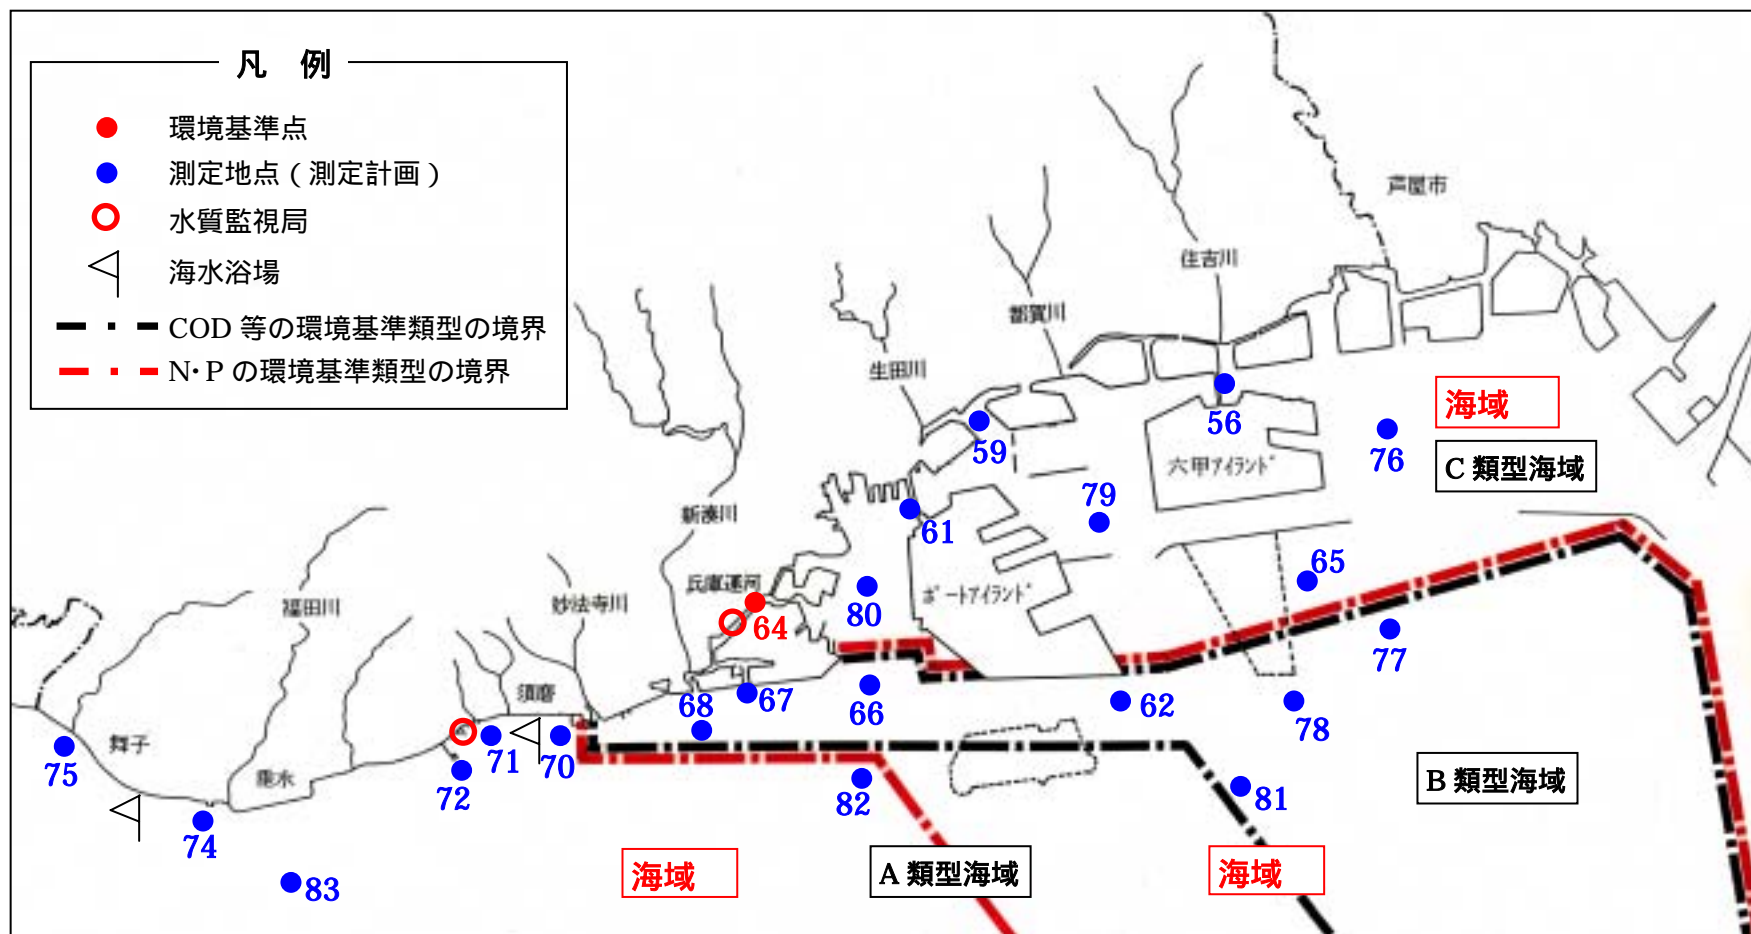 凡 例
環境基準点
測定地点(測定計画)
水質監視局
海水浴場
COD 等の環境基準類型の境界
N・P の環境基準類型の境界
芦屋市
住吉川
都賀川
生田川
新湊川
兵庫運河
妙法寺川
福田川
須磨
舞子
垂水
六甲アイランド
ポートアイランド
海域
C 類型海域
B 類型海域
A 類型海域
海域
海域
56
59
76
79
61
65
80
64
77
62
78
66
67
68
70
71
72
75
74
83
82
81